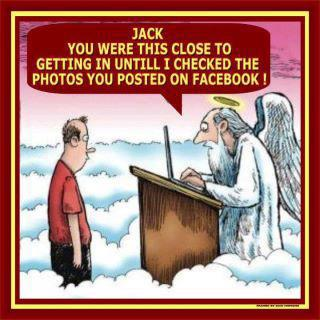 JACK
YOU WERE THIS CLOSE TO
GETTING IN UNTILL I CHECKED THE
PHOTOS YOU POSTED ON FACEBOOK !